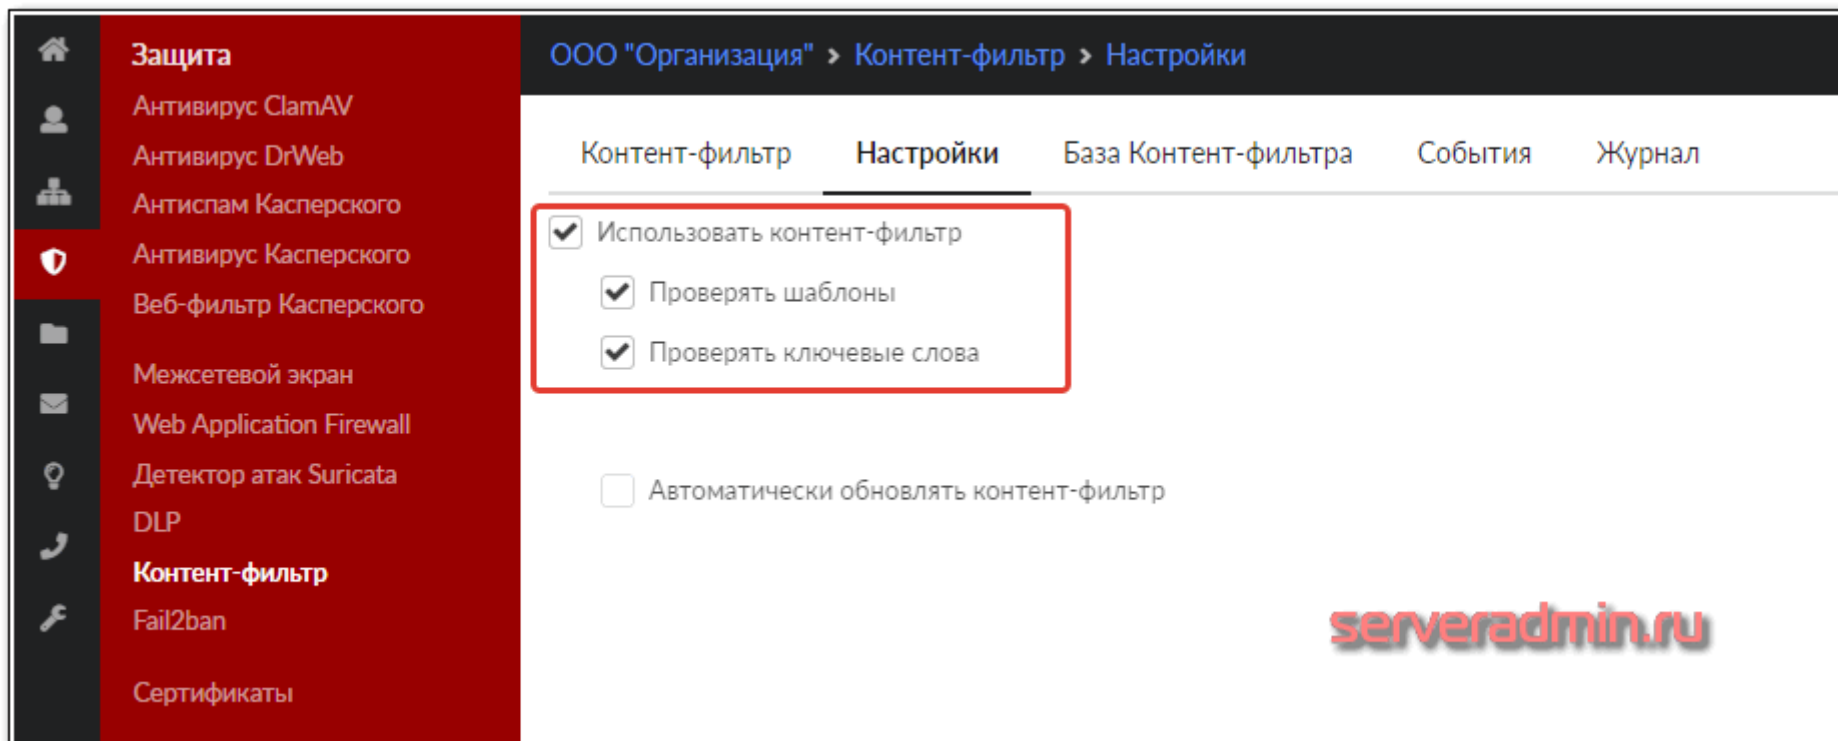 Защита
Антивирус ClamAV
Антивирус DrWeb
Антиспам Касперского
Антивирус Касперского
Веб-фильтр Касперского
Межсетевой экран
Web Application Firewall
Детектор атак Suricata
DLP
Контент-фильтр
Fail2ban
Сертификаты
ООО "Организация" > Контент-фильтр > Настройки
Контент-фильтр Настройки База Контент-фильтра События Журнал
Использовать контент-фильтр
Проверять шаблоны
Проверять ключевые слова
Автоматически обновлять контент-фильтр
serveradmin.ru